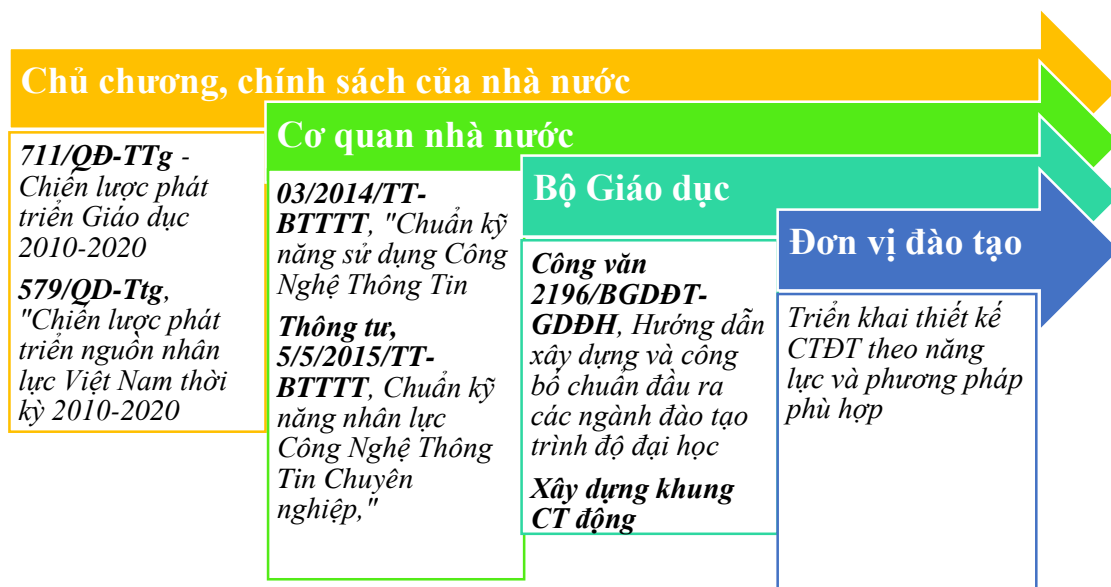 Chủ chương, chính sách của nhà nước
711/QĐ-TTg -
Chiến lược phát
triển Giáo dục
2010-2020
579/QD-Ttg,
"Chiến lược phát
triển nguồn nhân
lực Việt Nam thời
kỳ 2010-2020
Cơ quan nhà nước
03/2014/TT-
BTTTT, "Chuẩn kỹ
năng sử dụng Công
Nghệ Thông Tin
Thông tư,
5/5/2015/TT-
BTTTT, Chuẩn kỹ
năng nhân lực
Công Nghệ Thông
Tin Chuyên
nghiệp,"
Bộ Giáo dục
Công văn
2196/BGDĐT-
GDĐH, Hướng dẫn
xây dựng và công
bố chuẩn đầu ra
các ngành đào tạo
trình độ đại học
Xây dựng khung
CT động
Đơn vị đào tạo
Triển khai thiết kế
CTĐT theo năng
lực và phương pháp
phù hợp